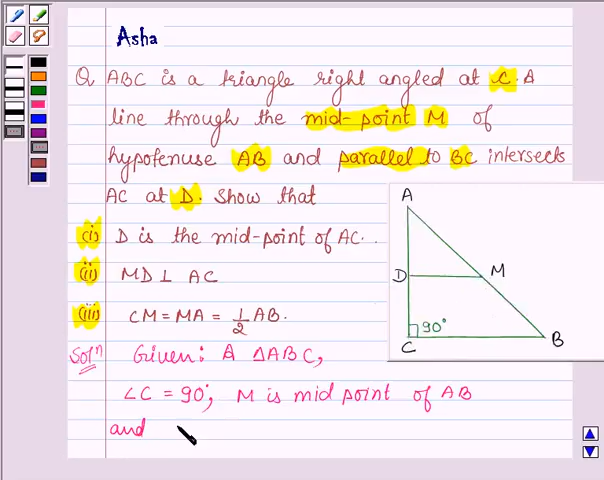 Asha
Q ABC is a triangle right angled at C. A
line through the mid-point M of
hypotenuse AB and parallel to BC intersects
AC at D. Show that
(i) D is the mid-point of AC.
(ii) MD ⊥ AC
(iii) CM = MA = 1/2 AB.
Solⁿ Given: A △ABC,
∠C = 90°, M is mid point of AB
and
A
D
M
90°
C
B